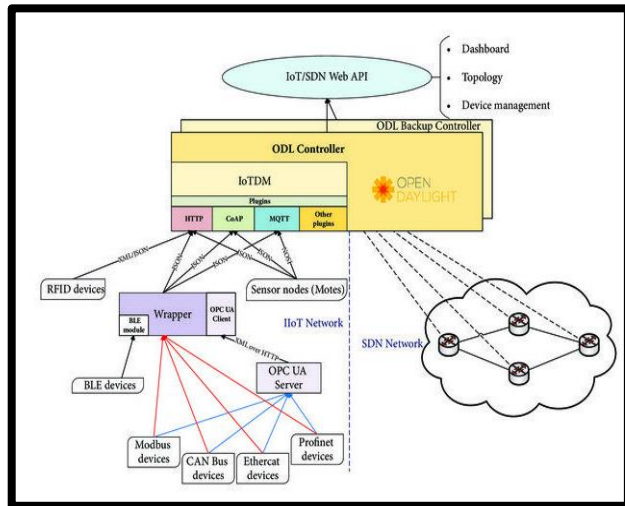 IoT/SDN Web API
• Dashboard
• Topology
• Device management
ODL Backup Controller
ODL Controller
IoTDM
OPEN
DAYLIGHT
Plugins
HTTP
CoAP
MQTT
Other
plugins
XML/JSON
JSON
JSON
JSON
JSON
JSON
JSON
RFID devices
Sensor nodes (Motes)
Wrapper
BLE
module
OPC UA
Client
IIoT Network
SDN Network
XML over HTTP
BLE devices
OPC UA
Server
Modbus
devices
CAN Bus
devices
Ethercat
devices
Profinet
devices